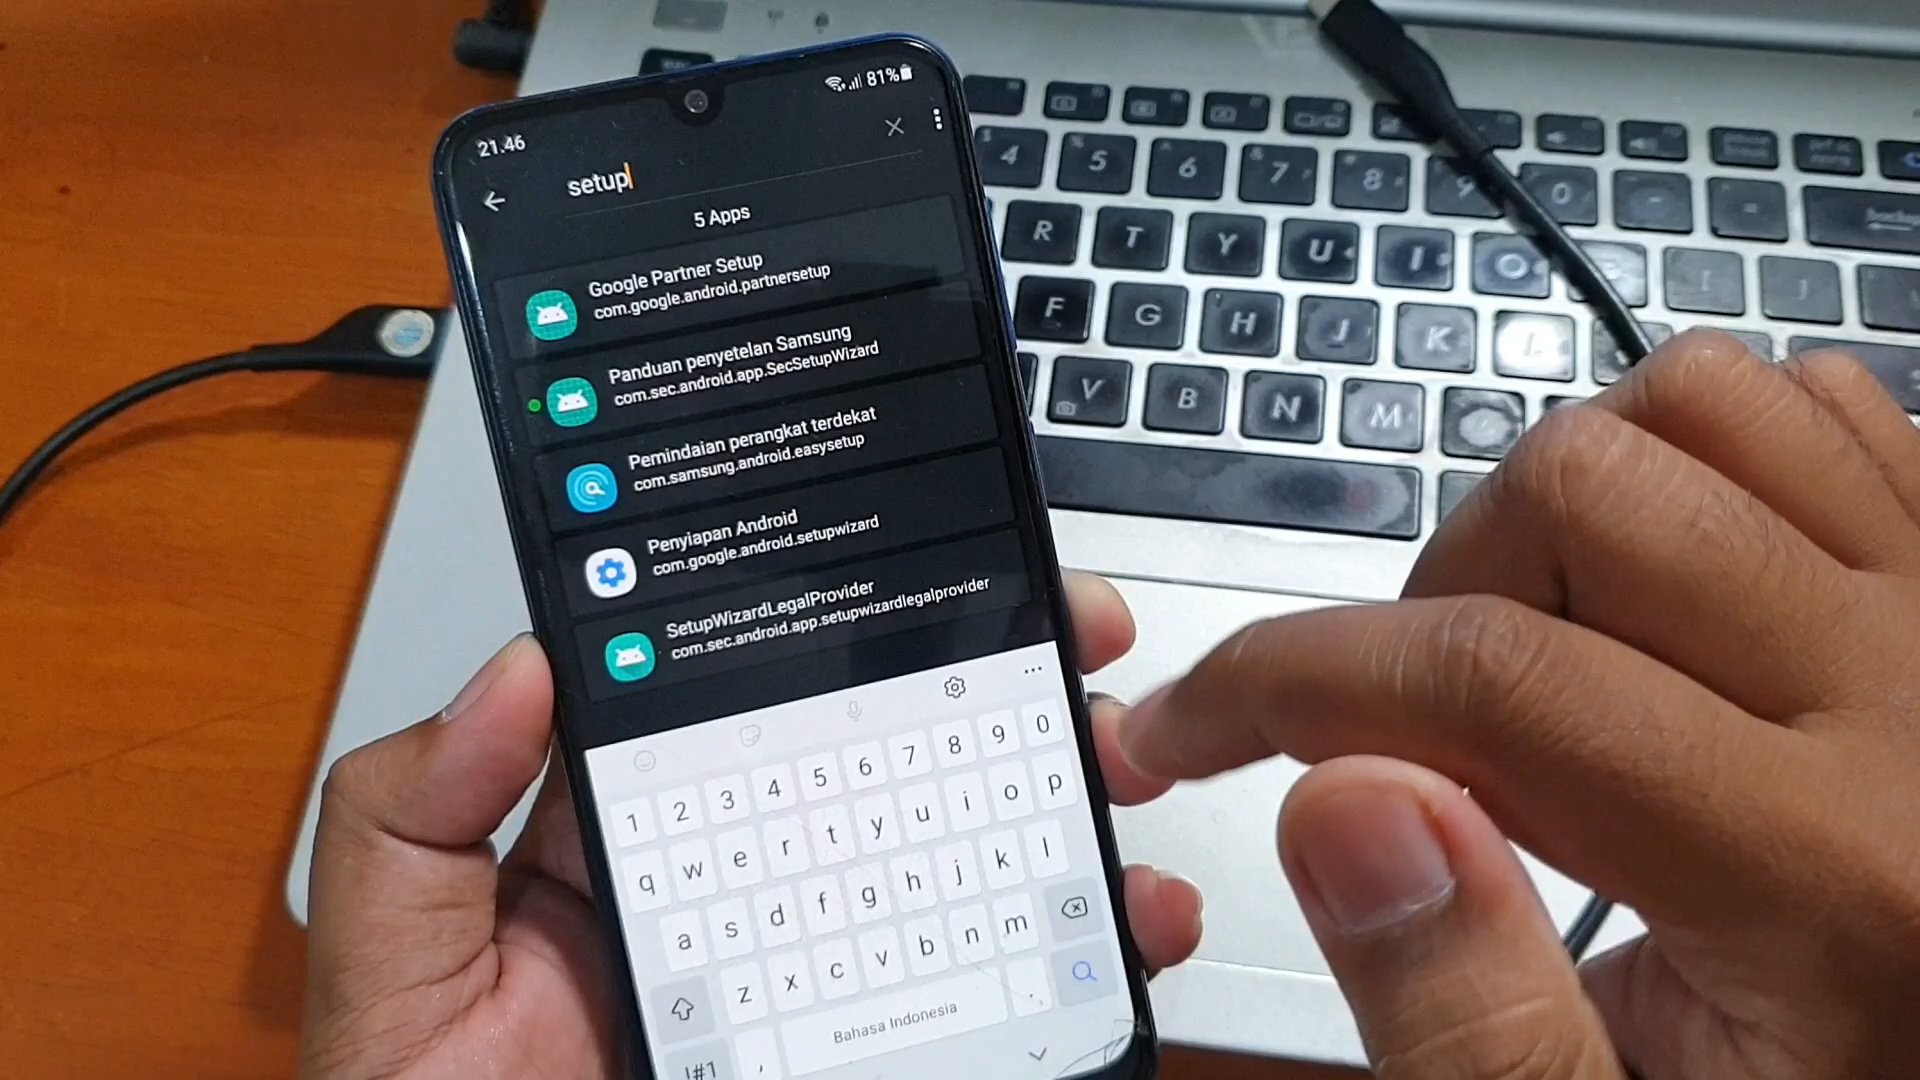 21.46
81%
setup
5 Apps
Google Partner Setup
com.google.android.partnersetup
Panduan penyetelan Samsung
com.sec.android.app.SecSetupWizard
Pemindaian perangkat terdekat
com.samsung.android.easysetup
Penyiapan Android
com.google.android.setupwizard
SetupWizardLegalProvider
com.sec.android.app.setupwizardlegalprovider
1 2 3 4 5 6 7 8 9 0
q w e r t y u i o p
a s d f g h j k l
z x c v b n m
!#1 , Bahasa Indonesia .
4 5 6 7 8 9 0
R T Y U I O
F G H J K L
V B N M